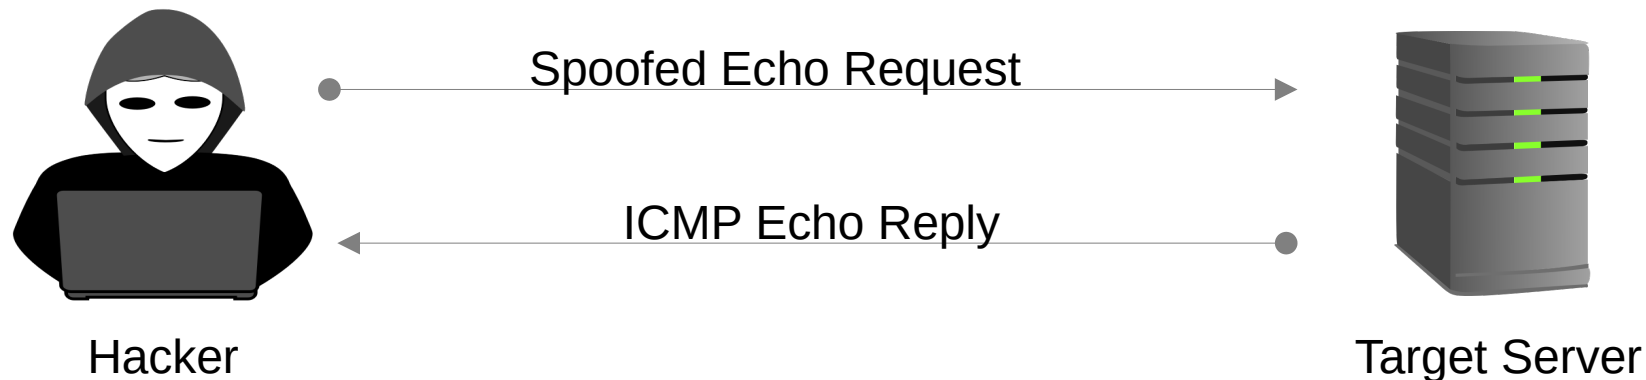 Spoofed Echo Request
ICMP Echo Reply
Hacker
Target Server